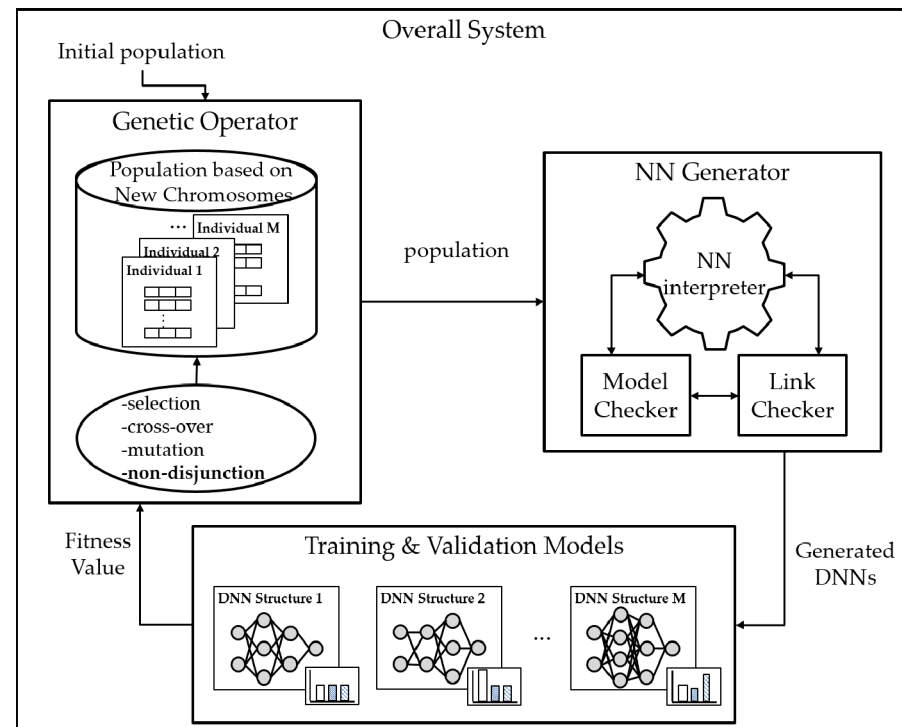 Overall System
Initial population
Genetic Operator
Population based on
New Chromosomes
... Individual M
Individual 2
Individual 1
-selection
-cross-over
-mutation
-non-disjunction
population
NN Generator
NN
interpreter
Model
Checker
Link
Checker
Fitness
Value
Training & Validation Models
DNN Structure 1
DNN Structure 2
...
DNN Structure M
Generated
DNNs